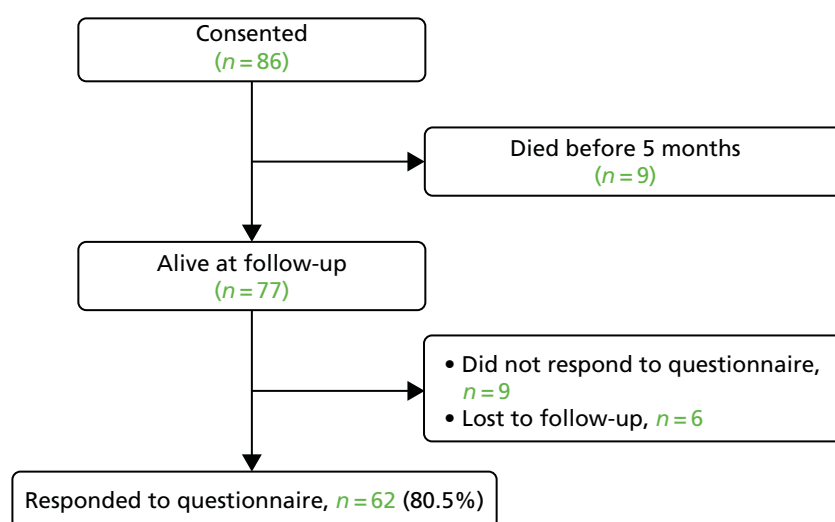 Consented
(n = 86)
Died before 5 months
(n = 9)
Alive at follow-up
(n = 77)
• Did not respond to questionnaire,
n = 9
• Lost to follow-up, n = 6
Responded to questionnaire, n = 62 (80.5%)